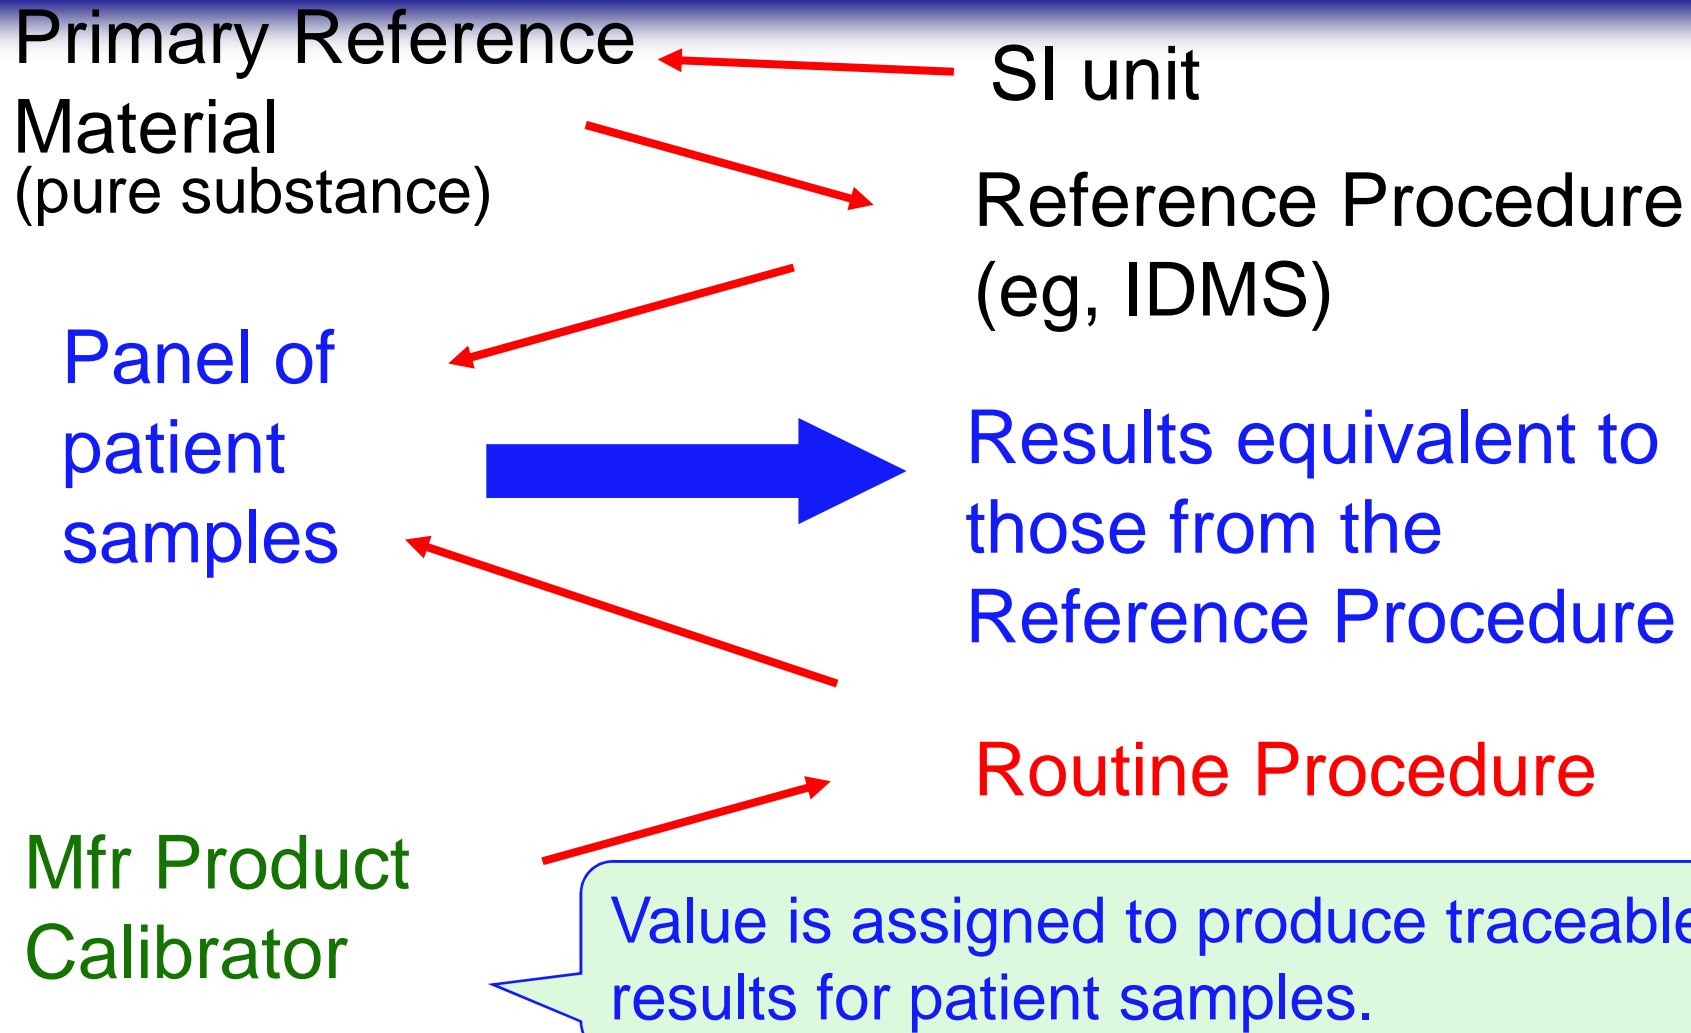 Primary Reference
Material
(pure substance)
SI unit
Reference Procedure
(eg, IDMS)
Panel of
patient
samples
Results equivalent to
those from the
Reference Procedure
Routine Procedure
Mfr Product
Calibrator
Value is assigned to produce traceable
results for patient samples.